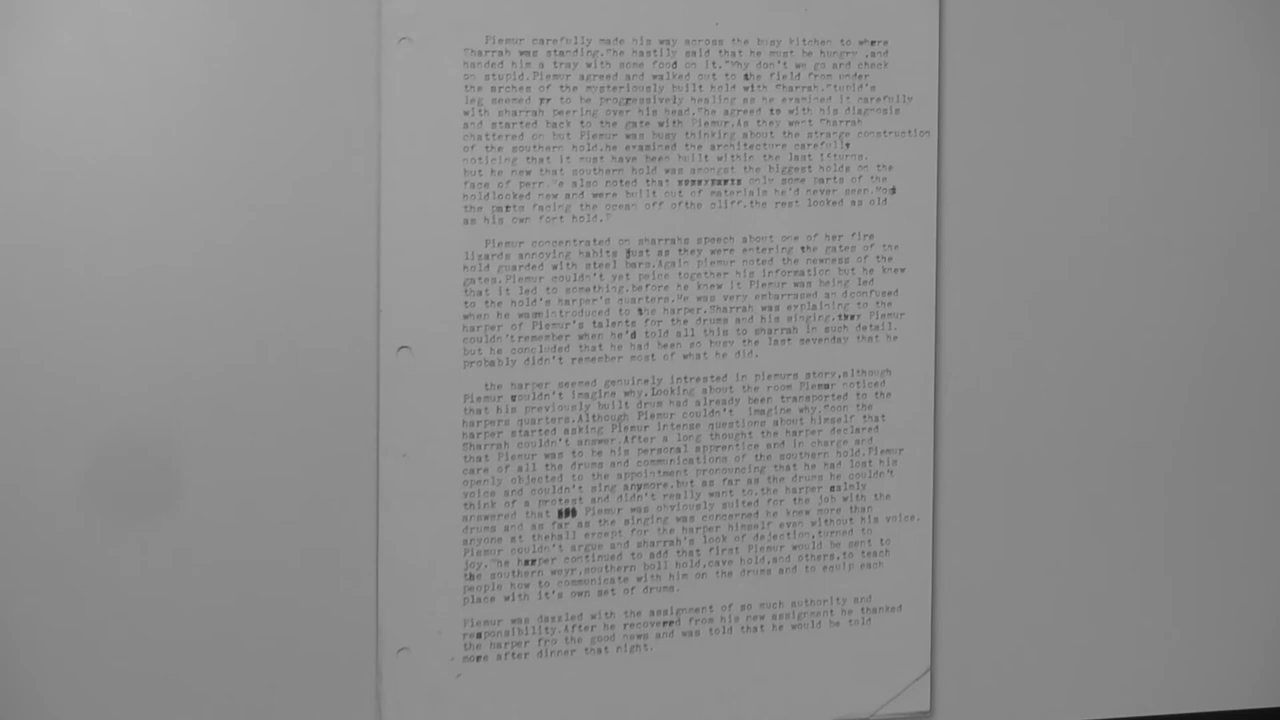 Piemur carefully made his way across the busy kitchen to where
Sharrah was standing.She hastily said that he must be hungry ,and
handed him a tray with some food on it."Why don't we go and check
on stupid.Piemur agreed and walked out to the field from under
the arches of the mysteriously built hold with Sharrah.Stupid's
leg seemed to be progressively healing as he examined it carefully
with sharrah peering over his head.She agreed with his diagnosis
and started back to the gate with Piemur.As they went Sharrah
chattered on but Piemur was busy thinking about the strange construction
of the southern hold.he examined the architecture carefully
noticing that it must have been built within the last 15turns.
but he new that southern hold was amongst the biggest holds on the
face of pern.He also noted that only some parts of the
holdlooked new and were built out of materials he'd never seen.Most
the parts facing the ocean off ofthe cliff.the rest looked as old
as his own fort hold."
Piemur concentrated on sharrahs speech about one of her fire
lizards annoying habits just as they were entering the gates of the
hold guarded with steel bars.Again piemur noted the newness of the
gates.Piemur couldn't yet peice together his information but he knew
that it led to something.Before he knew it Piemur was being led
to the hold's harper's quarters.He was very embarrased an dconfused
when he wasintroduced to the harper.Sharrah was explaining to the
harper of Piemur's talents for the drums and his singing. Piemur
couldn'tremember when he'd told all this to sharrah in such detail.
but he concluded that he had been so busy the last sevenday that he
probably didn't remember most of what he did.
the harper seemed genuinely intrested in piemurs story,although
Piemur couldn't imagine why.Looking about the room Piemur noticed
that his previously built drum had already been transported to the
harpers quarters.Although Piemur couldn't imagine why.Soon the
harper started asking Piemur intense questions about himself that
Sharrah couldn't answer.After a long thought the harper declared
that Piemur was to be his personal apprentice and in charge and
care of all the drums and communications of the southern hold.Piemur
openly objected to the appointment pronouncing that he had lost his
voice and couldn't sing anymore.but as far as the drums he couldn't
think of a protest and didn't really want to.the harper calmly
answered that Piemur was obviously suited for the job with the
drums and as far as the singing was concerned he knew more than
anyone at thehall except for the harper himself even without his voice.
Piemur couldn't argue and sharrah's look of dejection,turned to
joy.The harper continued to add that first Piemur would be sent to
the southern weyr,southern boll hold,cave hold,and others,to teach
people how to communicate with him on the drums and to equip each
place with it's own set of drums.
Piemur was dazzled with the assignment of so much authority and
responsibility.After he recovered from his new assignment he thanked
the harper fro the good news and was told that he would be told
more after dinner that night.